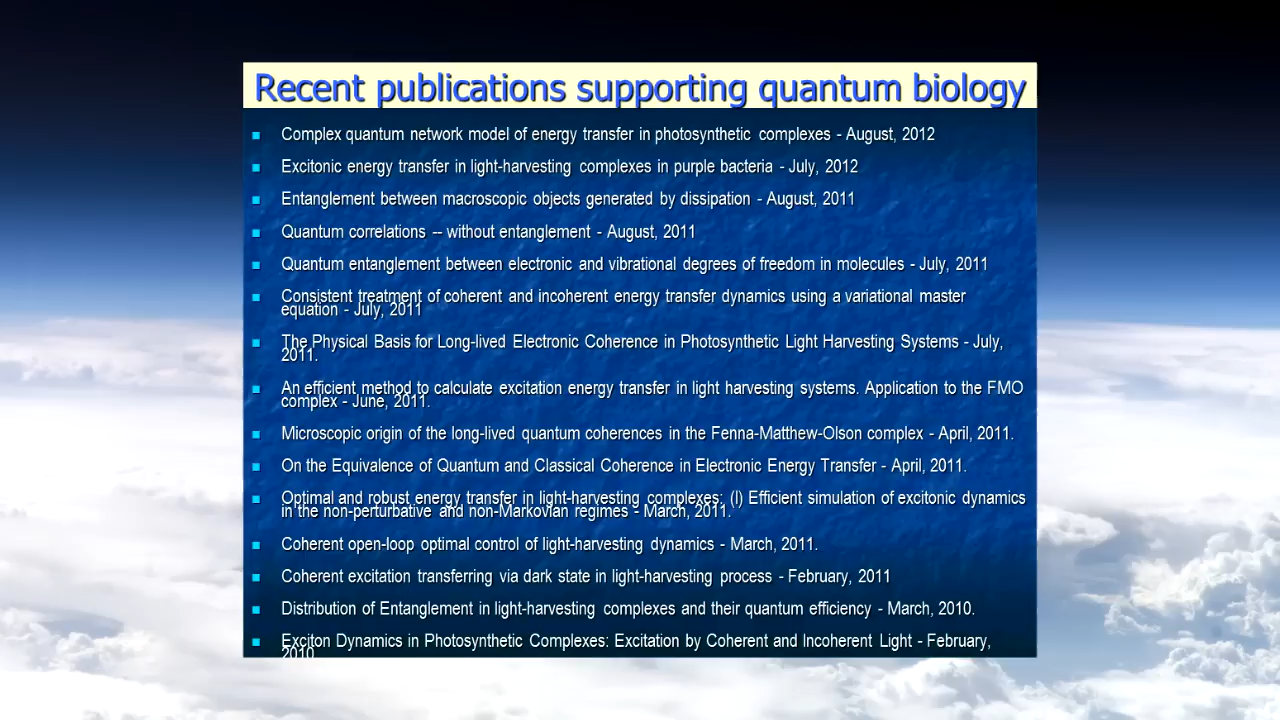 Recent publications supporting quantum biology
Complex quantum network model of energy transfer in photosynthetic complexes - August, 2012
Excitonic energy transfer in light-harvesting complexes in purple bacteria - July, 2012
Entanglement between macroscopic objects generated by dissipation - August, 2011
Quantum correlations -- without entanglement - August, 2011
Quantum entanglement between electronic and vibrational degrees of freedom in molecules - July, 2011
Consistent treatment of coherent and incoherent energy transfer dynamics using a variational master
equation - July, 2011
The Physical Basis for Long-lived Electronic Coherence in Photosynthetic Light Harvesting Systems - July,
2011.
An efficient method to calculate excitation energy transfer in light harvesting systems. Application to the FMO
complex - June, 2011.
Microscopic origin of the long-lived quantum coherences in the Fenna-Matthew-Olson complex - April, 2011.
On the Equivalence of Quantum and Classical Coherence in Electronic Energy Transfer - April, 2011.
Optimal and robust energy transfer in light-harvesting complexes: (I) Efficient simulation of excitonic dynamics
in the non-perturbative and non-Markovian regimes - March, 2011.
Coherent open-loop optimal control of light-harvesting dynamics - March, 2011.
Coherent excitation transferring via dark state in light-harvesting process - February, 2011
Distribution of Entanglement in light-harvesting complexes and their quantum efficiency - March, 2010.
Exciton Dynamics in Photosynthetic Complexes: Excitation by Coherent and Incoherent Light - February,
2010